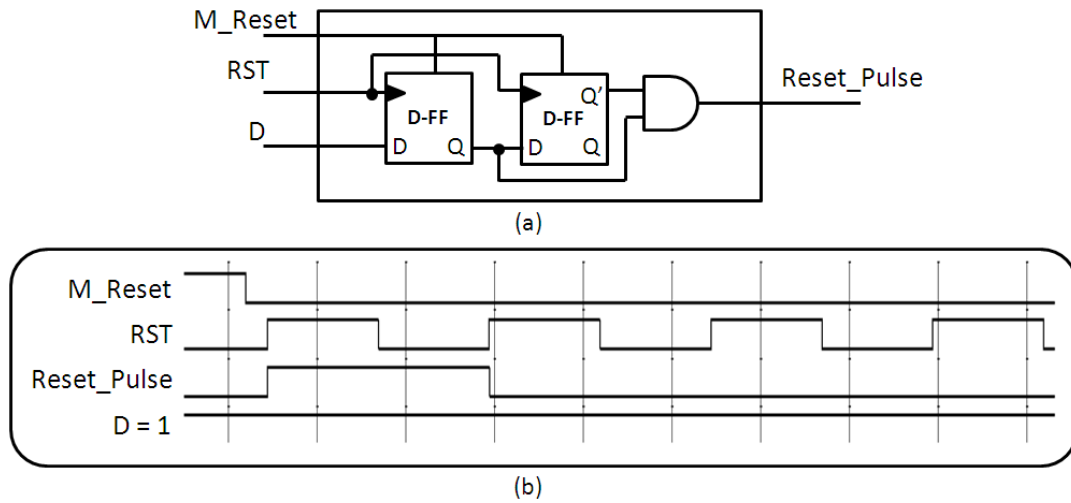 M_Reset
RST
D
D-FF
D Q
Q'
D-FF
D Q
Reset_Pulse
(a)
M_Reset
RST
Reset_Pulse
D = 1
(b)